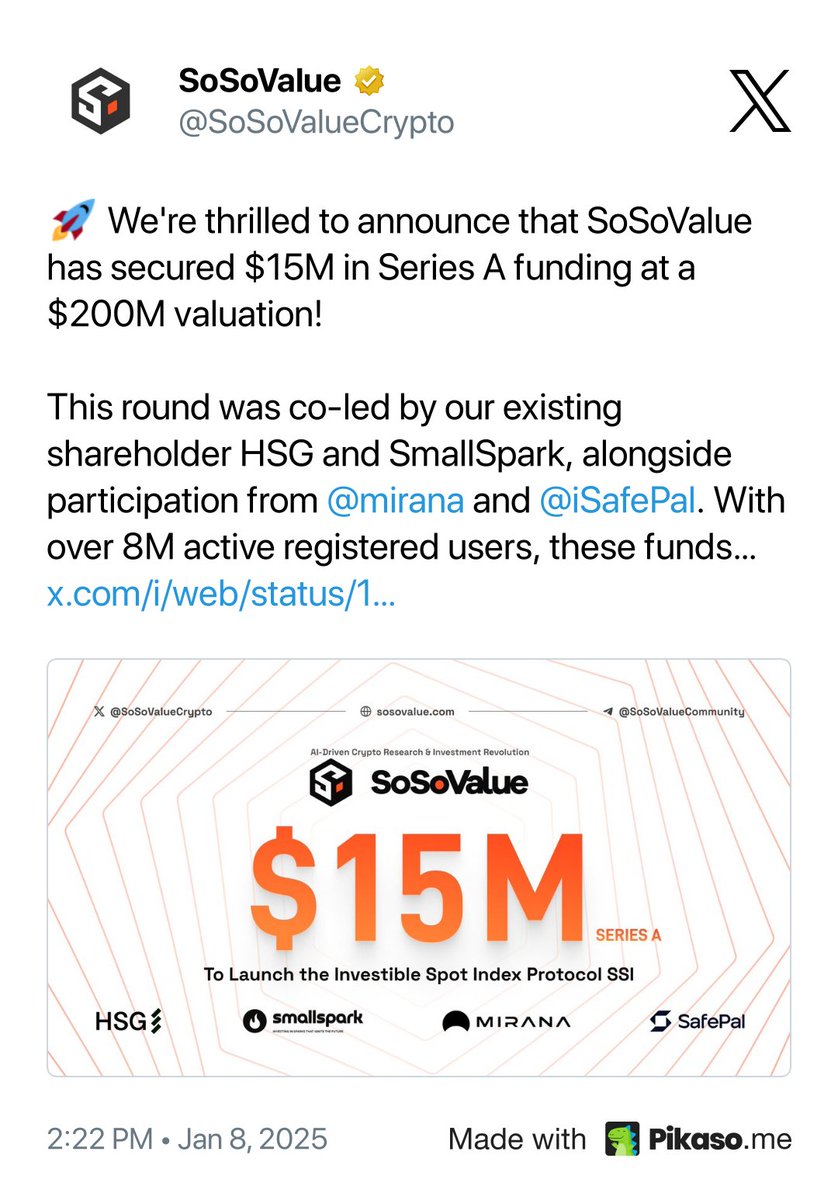 SoSoValue
@SoSoValueCrypto
🚀 We're thrilled to announce that SoSoValue
has secured $15M in Series A funding at a
$200M valuation!
This round was co-led by our existing
shareholder HSG and SmallSpark, alongside
participation from @mirana and @iSafePal. With
over 8M active registered users, these funds…
x.com/i/web/status/1…
@SoSoValueCrypto
sosovalue.com
@SoSoValueCommunity
AI-Driven Crypto Research & Investment Revolution
SoSoValue
$15M
SERIES A
To Launch the Investible Spot Index Protocol SSI
HSG
smallspark
INVESTING IN SPARKS THAT IGNITE THE FUTURE
MIRANA
SafePal
2:22 PM • Jan 8, 2025
Made with Pikaso.me